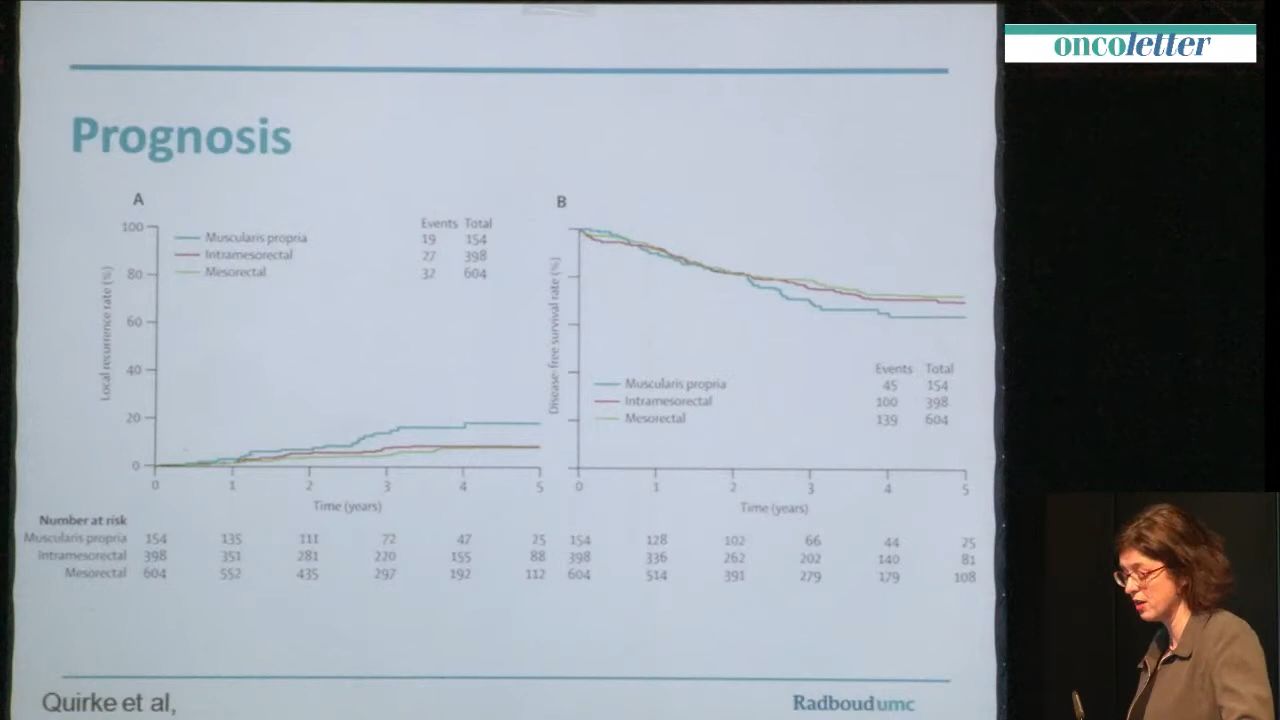 oncoletter
Prognosis
A
Events Total
Muscularis propria 19 154
Intramesorectal 27 398
Mesorectal 32 604
Local recurrence rate (%)
100
80
60
40
20
0
0 1 2 3 4 5
Time (years)
B
Disease-free survival rate (%)
Events Total
Muscularis propria 45 154
Intramesorectal 100 398
Mesorectal 139 604
0 1 2 3 4 5
Time (years)
Number at risk
Muscularis propria 154 135 111 72 47 25 154 128 102 66 44 25
Intramesorectal 398 351 281 220 155 88 398 336 262 202 140 81
Mesorectal 604 552 435 297 192 112 604 514 391 279 179 108
Quirke et al,
Radboudumc